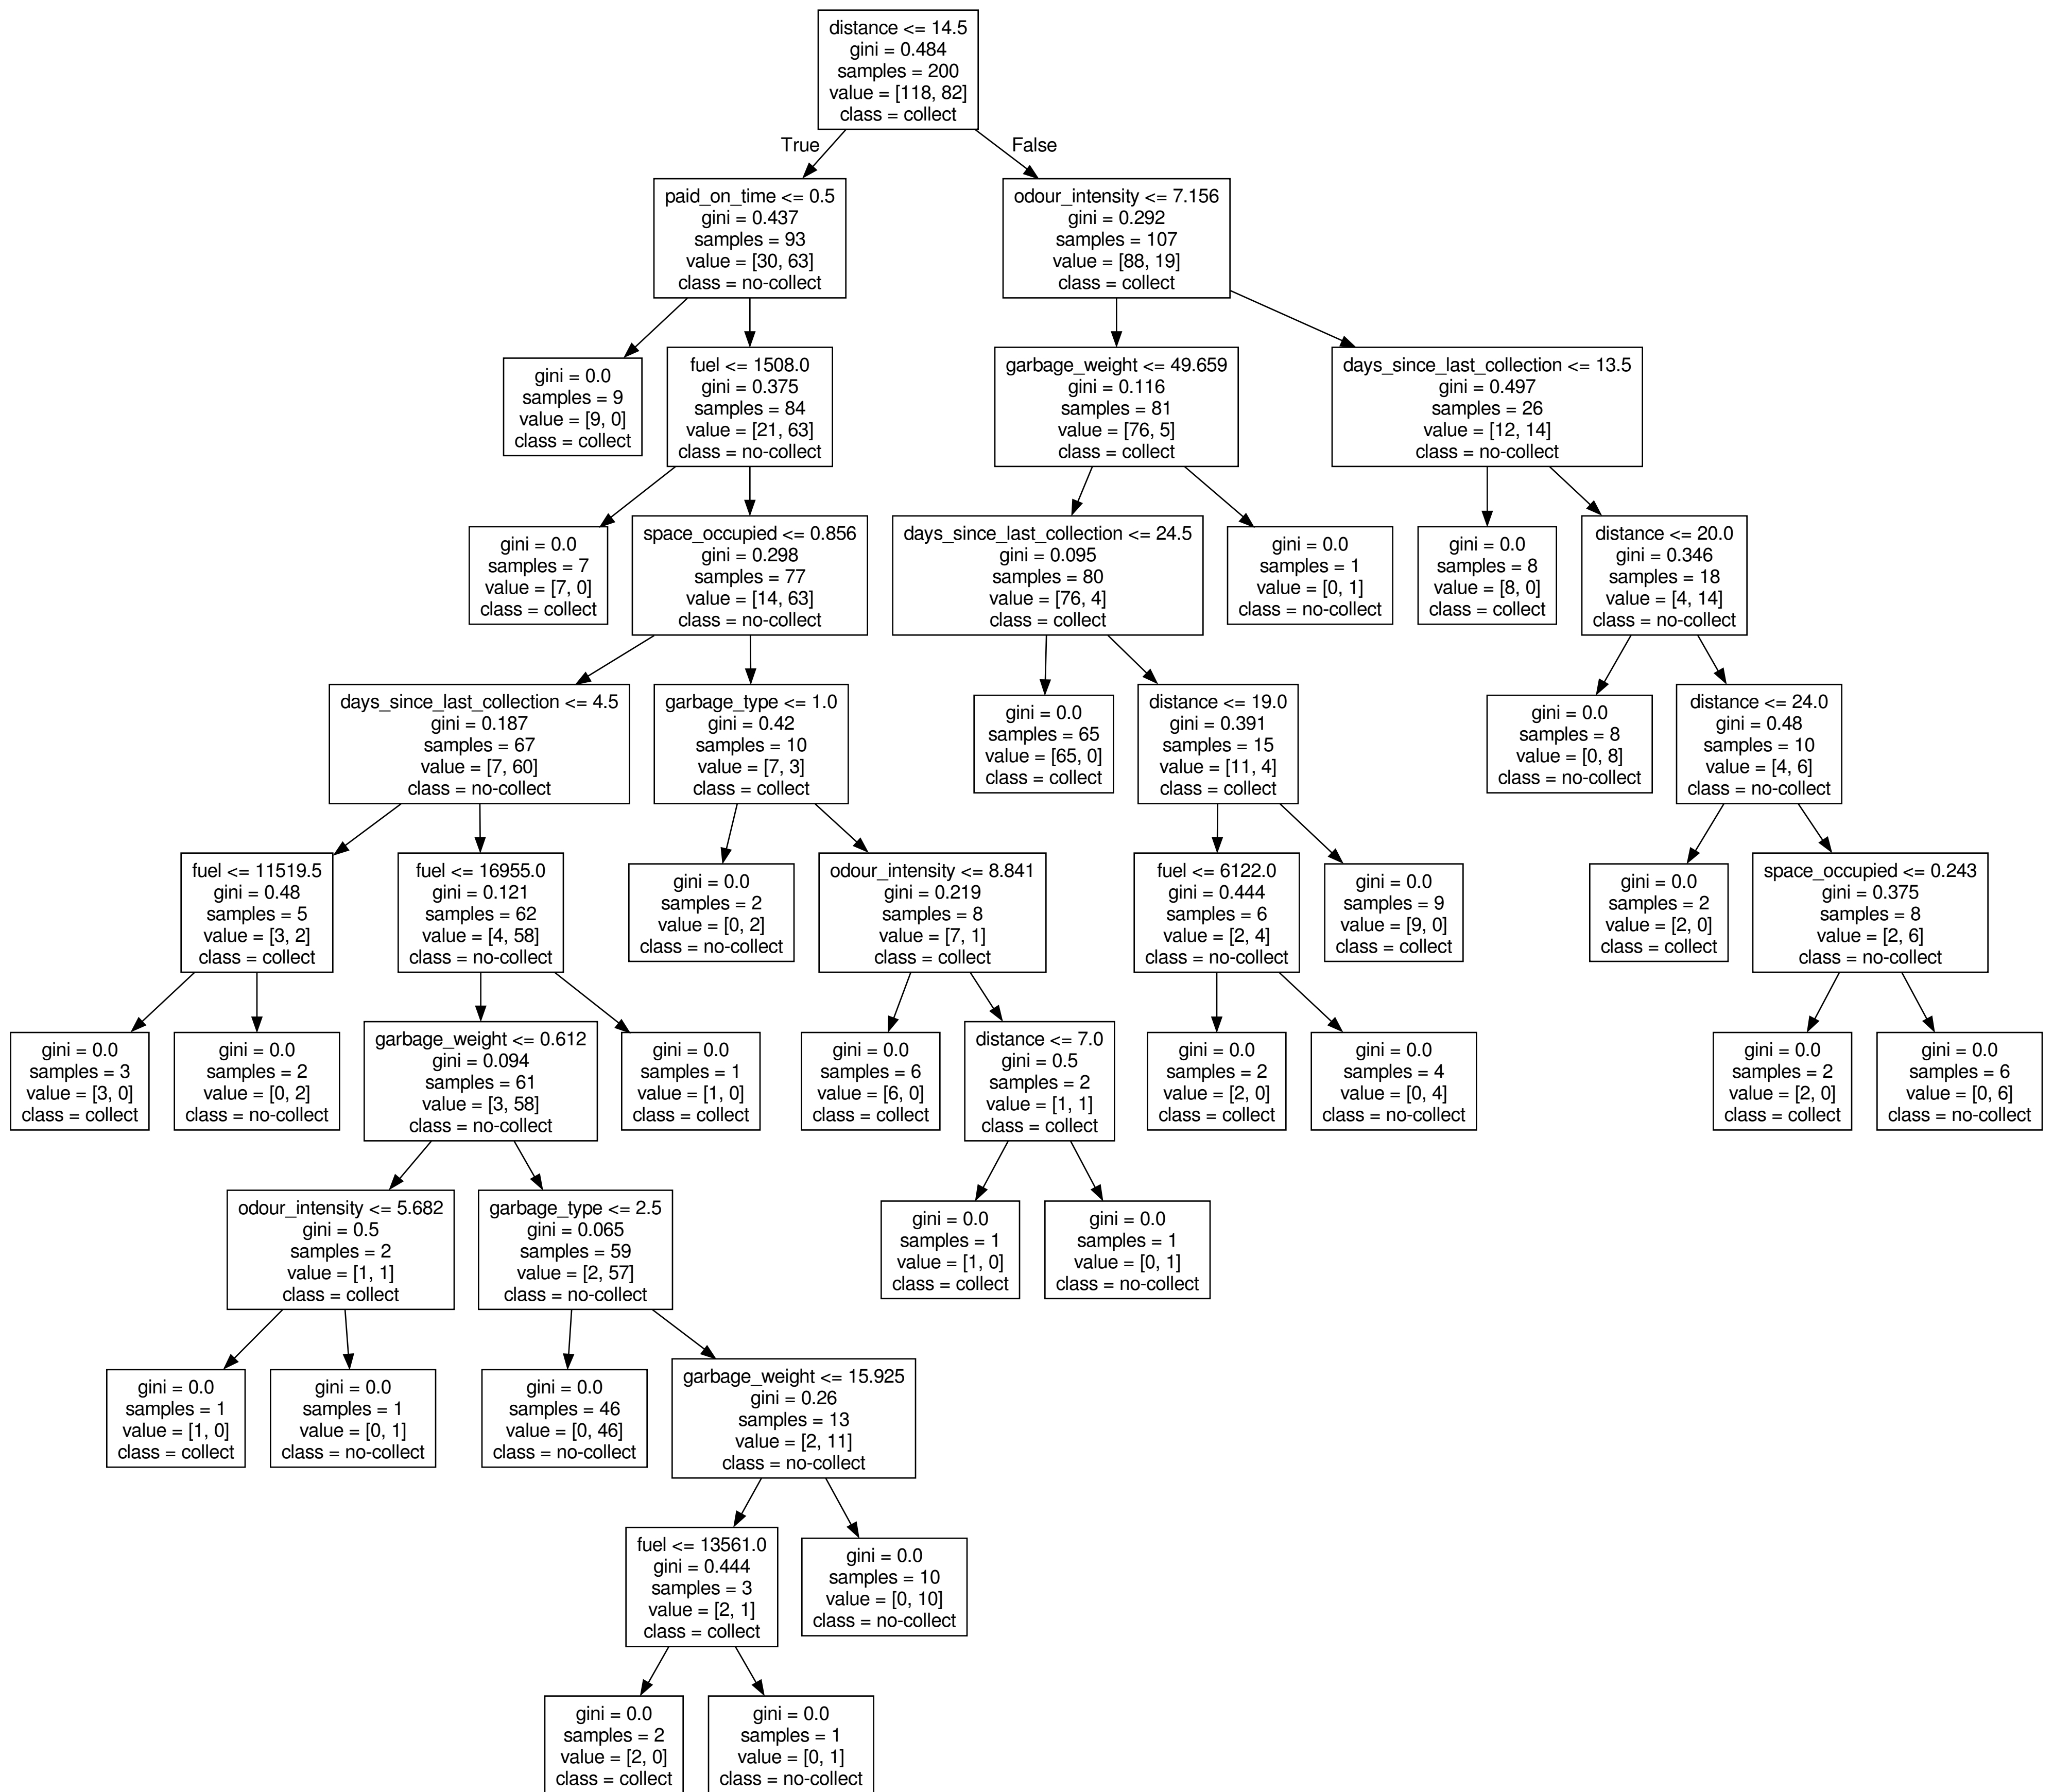 distance <= 14.5
gini = 0.484
samples = 200
value = [118, 82]
class = collect
True
False
paid_on_time <= 0.5
gini = 0.437
samples = 93
value = [30, 63]
class = no-collect
odour_intensity <= 7.156
gini = 0.292
samples = 107
value = [88, 19]
class = collect
gini = 0.0
samples = 9
value = [9, 0]
class = collect
fuel <= 1508.0
gini = 0.375
samples = 84
value = [21, 63]
class = no-collect
garbage_weight <= 49.659
gini = 0.116
samples = 81
value = [76, 5]
class = collect
days_since_last_collection <= 13.5
gini = 0.497
samples = 26
value = [12, 14]
class = no-collect
gini = 0.0
samples = 7
value = [7, 0]
class = collect
space_occupied <= 0.856
gini = 0.298
samples = 77
value = [14, 63]
class = no-collect
days_since_last_collection <= 24.5
gini = 0.095
samples = 80
value = [76, 4]
class = collect
gini = 0.0
samples = 1
value = [0, 1]
class = no-collect
gini = 0.0
samples = 8
value = [8, 0]
class = collect
distance <= 20.0
gini = 0.346
samples = 18
value = [4, 14]
class = no-collect
days_since_last_collection <= 4.5
gini = 0.187
samples = 67
value = [7, 60]
class = no-collect
garbage_type <= 1.0
gini = 0.42
samples = 10
value = [7, 3]
class = collect
gini = 0.0
samples = 65
value = [65, 0]
class = collect
distance <= 19.0
gini = 0.391
samples = 15
value = [11, 4]
class = collect
gini = 0.0
samples = 8
value = [0, 8]
class = no-collect
distance <= 24.0
gini = 0.48
samples = 10
value = [4, 6]
class = no-collect
fuel <= 11519.5
gini = 0.48
samples = 5
value = [3, 2]
class = collect
fuel <= 16955.0
gini = 0.121
samples = 62
value = [4, 58]
class = no-collect
gini = 0.0
samples = 2
value = [0, 2]
class = no-collect
odour_intensity <= 8.841
gini = 0.219
samples = 8
value = [7, 1]
class = collect
fuel <= 6122.0
gini = 0.444
samples = 6
value = [2, 4]
class = no-collect
gini = 0.0
samples = 9
value = [9, 0]
class = collect
gini = 0.0
samples = 2
value = [2, 0]
class = collect
space_occupied <= 0.243
gini = 0.375
samples = 8
value = [2, 6]
class = no-collect
gini = 0.0
samples = 3
value = [3, 0]
class = collect
gini = 0.0
samples = 2
value = [0, 2]
class = no-collect
garbage_weight <= 0.612
gini = 0.094
samples = 61
value = [3, 58]
class = no-collect
gini = 0.0
samples = 1
value = [1, 0]
class = collect
gini = 0.0
samples = 6
value = [6, 0]
class = collect
distance <= 7.0
gini = 0.5
samples = 2
value = [1, 1]
class = collect
gini = 0.0
samples = 2
value = [2, 0]
class = collect
gini = 0.0
samples = 4
value = [0, 4]
class = no-collect
gini = 0.0
samples = 2
value = [2, 0]
class = collect
gini = 0.0
samples = 6
value = [0, 6]
class = no-collect
odour_intensity <= 5.682
gini = 0.5
samples = 2
value = [1, 1]
class = collect
garbage_type <= 2.5
gini = 0.065
samples = 59
value = [2, 57]
class = no-collect
gini = 0.0
samples = 1
value = [1, 0]
class = collect
gini = 0.0
samples = 1
value = [0, 1]
class = no-collect
gini = 0.0
samples = 1
value = [1, 0]
class = collect
gini = 0.0
samples = 1
value = [0, 1]
class = no-collect
gini = 0.0
samples = 46
value = [0, 46]
class = no-collect
garbage_weight <= 15.925
gini = 0.26
samples = 13
value = [2, 11]
class = no-collect
fuel <= 13561.0
gini = 0.444
samples = 3
value = [2, 1]
class = collect
gini = 0.0
samples = 10
value = [0, 10]
class = no-collect
gini = 0.0
samples = 2
value = [2, 0]
class = collect
gini = 0.0
samples = 1
value = [0, 1]
class = no-collect